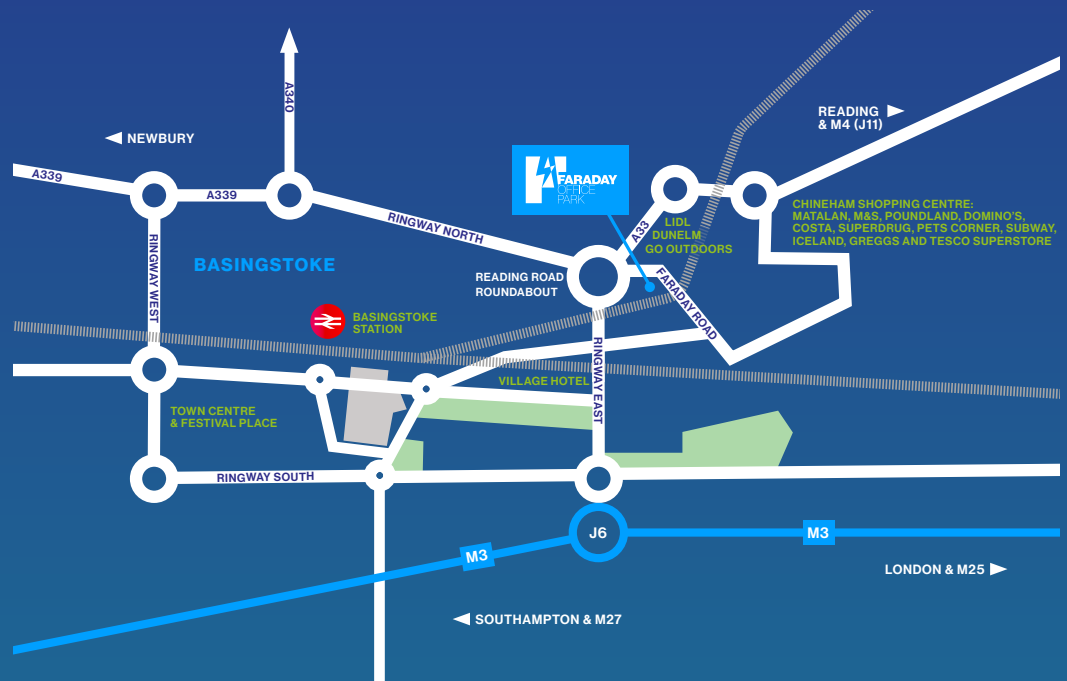 A340
READING
& M4 (J11)
NEWBURY
A339
A339
FARADAY
OFFICE
PARK
RINGWAY NORTH
A33
LIDL
DUNELM
GO OUTDOORS
CHINEHAM SHOPPING CENTRE:
MATALAN, M&S, POUNDLAND, DOMINO'S,
COSTA, SUPERDRUG, PETS CORNER, SUBWAY,
ICELAND, GREGGS AND TESCO SUPERSTORE
RINGWAY WEST
BASINGSTOKE
READING ROAD
ROUNDABOUT
FARADAY ROAD
BASINGSTOKE
STATION
RINGWAY EAST
VILLAGE HOTEL
TOWN CENTRE
& FESTIVAL PLACE
RINGWAY SOUTH
J6
M3
M3
LONDON & M25
SOUTHAMPTON & M27